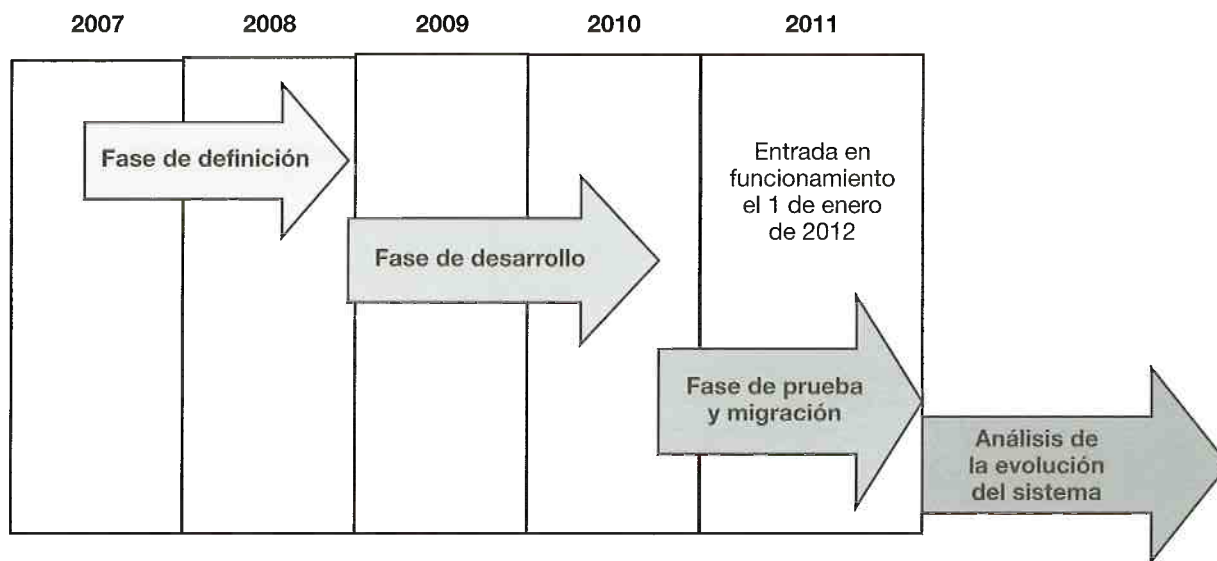 2007 2008 2009 2010 2011
Fase de definición
Entrada en
funcionamiento
el 1 de enero
de 2012
Fase de desarrollo
Fase de prueba
y migración
Análisis de
la evolución
del sistema